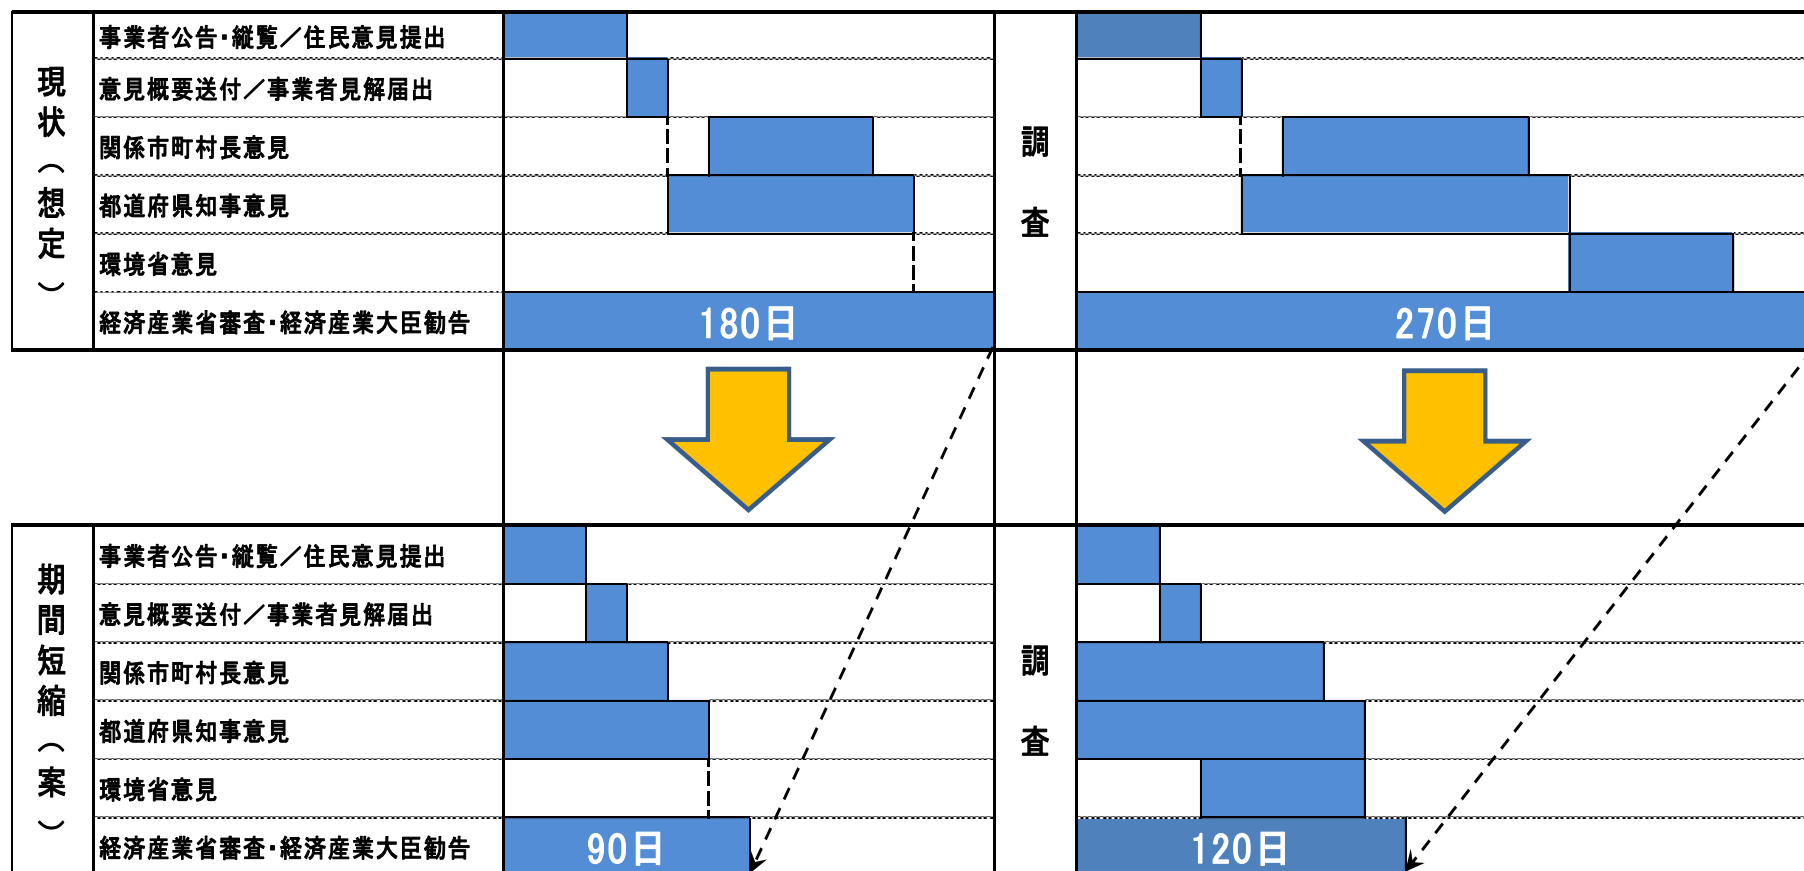 現状（想定）
事業者公告・縦覧／住民意見提出
意見概要送付／事業者見解届出
関係市町村長意見
都道府県知事意見
環境省意見
経済産業省審査・経済産業大臣勧告
180日
調査
270日
期間短縮（案）
事業者公告・縦覧／住民意見提出
意見概要送付／事業者見解届出
関係市町村長意見
都道府県知事意見
環境省意見
経済産業省審査・経済産業大臣勧告
90日
調査
120日